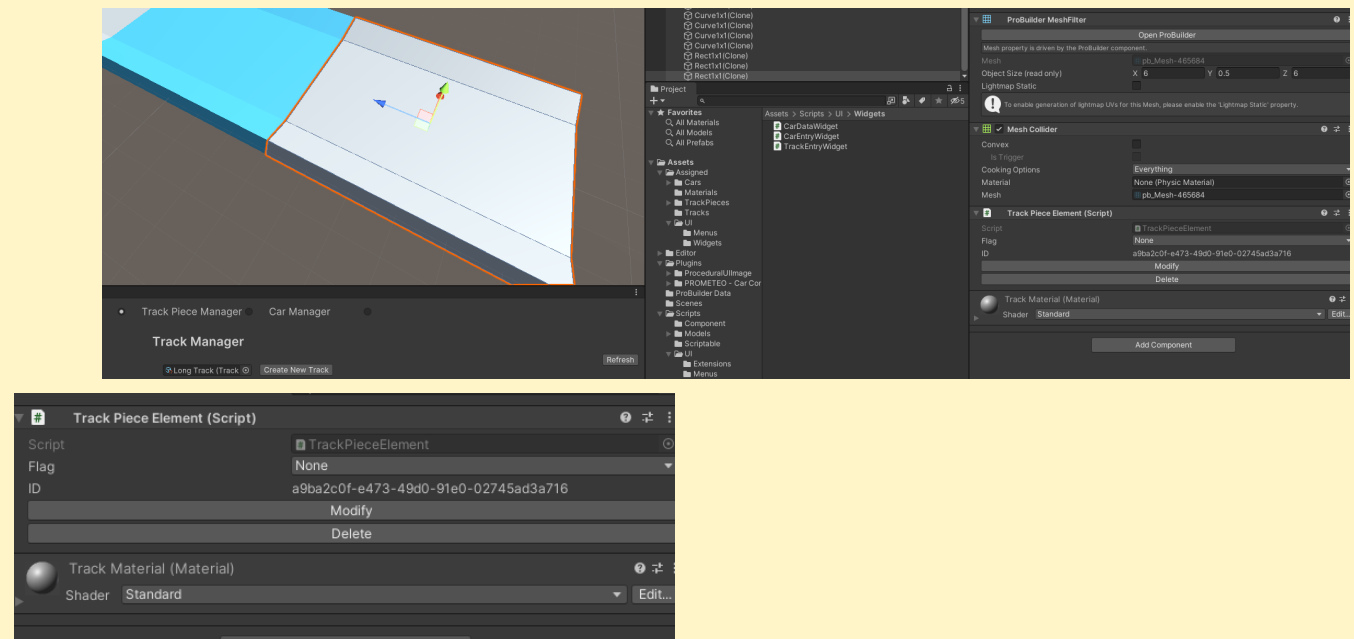 Curve1x1(Clone)
Curve1x1(Clone)
Curve1x1(Clone)
Curve1x1(Clone)
Rect1x1(Clone)
Rect1x1(Clone)
Rect1x1(Clone)
Project
5
Favorites
All Materials
All Models
All Prefabs
Assets
Assigned
Cars
Materials
TrackPieces
Tracks
UI
Menus
Widgets
Editor
Plugins
ProceduralUIImage
PROMETEO - Car Cor
ProBuilder Data
Scenes
Scripts
Component
Models
Scriptable
UI
Extensions
Menus
Assets > Scripts > UI > Widgets
CarDataWidget
CarEntryWidget
TrackEntryWidget
Track Piece Manager
Car Manager
Track Manager
Refresh
Long Track (Track
Create New Track
ProBuilder MeshFilter
Open ProBuilder
Mesh property is driven by the ProBuilder component.
Mesh pb_Mesh-465684
Object Size (read only) X 6 Y 0.5 Z 6
Lightmap Static
To enable generation of lightmap UVs for this Mesh, please enable the 'Lightmap Static' property.
Mesh Collider
Convex
Is Trigger
Cooking Options Everything
Material None (Physic Material)
Mesh pb_Mesh-465684
Track Piece Element (Script)
Script TrackPieceElement
Flag None
ID a9ba2c0f-e473-49d0-91e0-02745ad3a716
Modify
Delete
Track Material (Material)
Shader Standard Edit...
Add Component
Track Piece Element (Script)
Script TrackPieceElement
Flag None
ID a9ba2c0f-e473-49d0-91e0-02745ad3a716
Modify
Delete
Track Material (Material)
Shader Standard Edit...